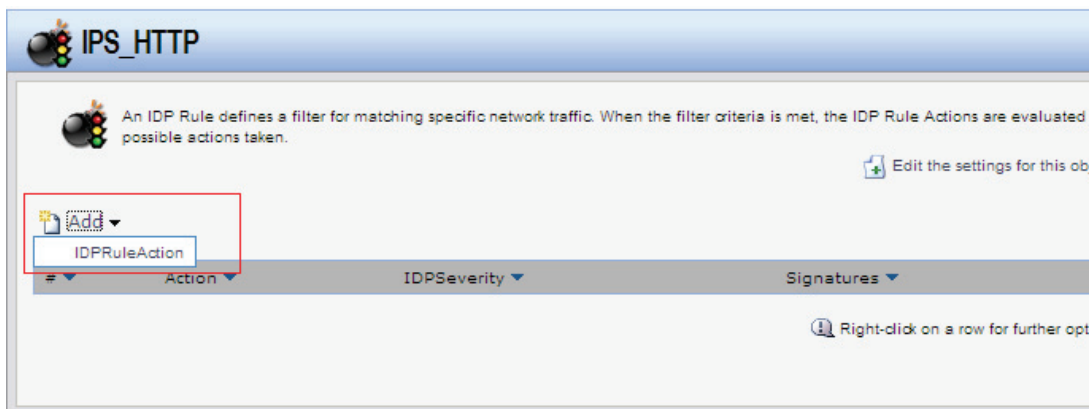 IPS_HTTP
An IDP Rule defines a filter for matching specific network traffic. When the filter criteria is met, the IDP Rule Actions are evaluated
possible actions taken.
Edit the settings for this ob
Add
IDPRuleAction
# Action IDPSeverity Signatures
Right-click on a row for further opt